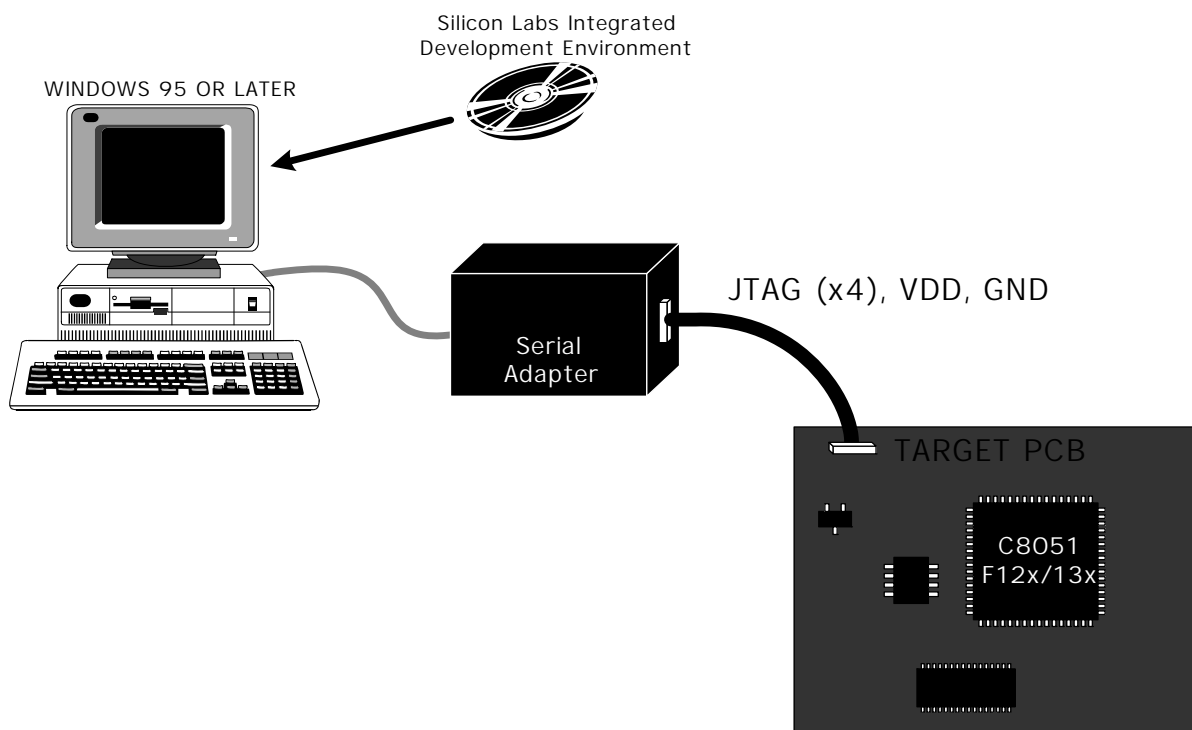 Silicon Labs Integrated
Development Environment
WINDOWS 95 OR LATER
JTAG (x4), VDD, GND
Serial
Adapter
TARGET PCB
C8051
F12x/13x